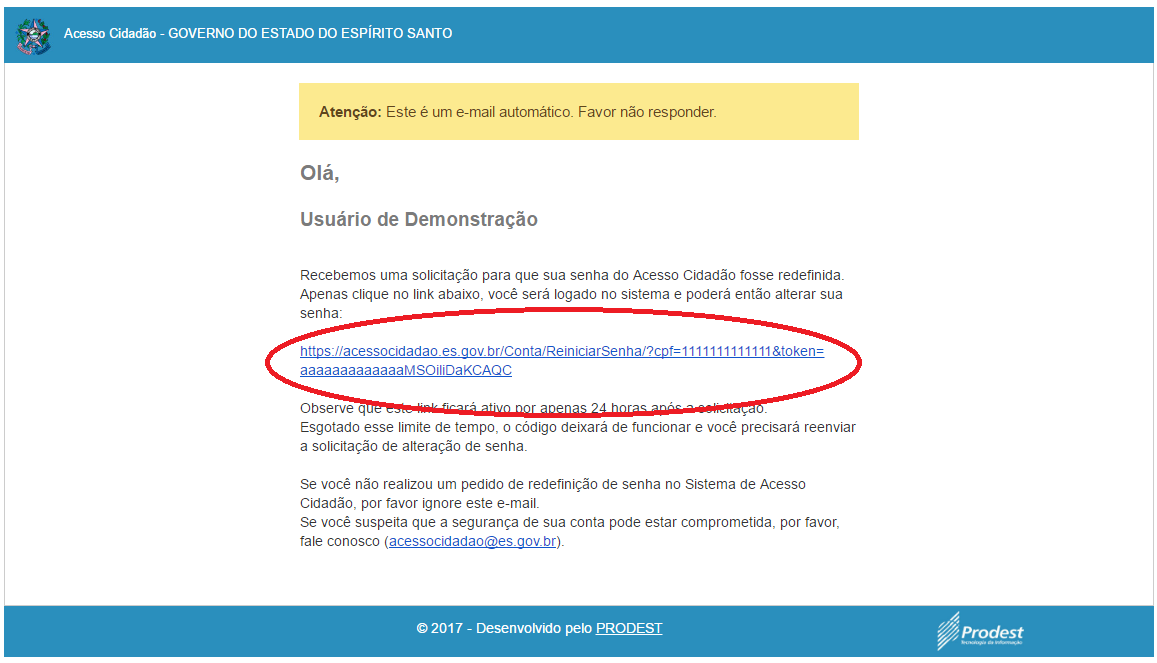 Acesso Cidadão - GOVERNO DO ESTADO DO ESPÍRITO SANTO
Atenção: Este é um e-mail automático. Favor não responder.
Olá,
Usuário de Demonstração
Recebemos uma solicitação para que sua senha do Acesso Cidadão fosse redefinida.
Apenas clique no link abaixo, você será logado no sistema e poderá então alterar sua
senha:
https://acessocidadao.es.gov.br/Conta/ReiniciarSenha/?cpf=1111111111111&token=
aaaaaaaaaaaaaMSOiliDaKCAQC
Observe que este link ficará ativo por apenas 24 horas após a solicitação.
Esgotado esse limite de tempo, o código deixará de funcionar e você precisará reenviar
a solicitação de alteração de senha.
Se você não realizou um pedido de redefinição de senha no Sistema de Acesso
Cidadão, por favor ignore este e-mail.
Se você suspeita que a segurança de sua conta pode estar comprometida, por favor,
fale conosco (acessocidadao@es.gov.br).
© 2017 - Desenvolvido pelo PRODEST
Prodest
Tecnologia da Informação